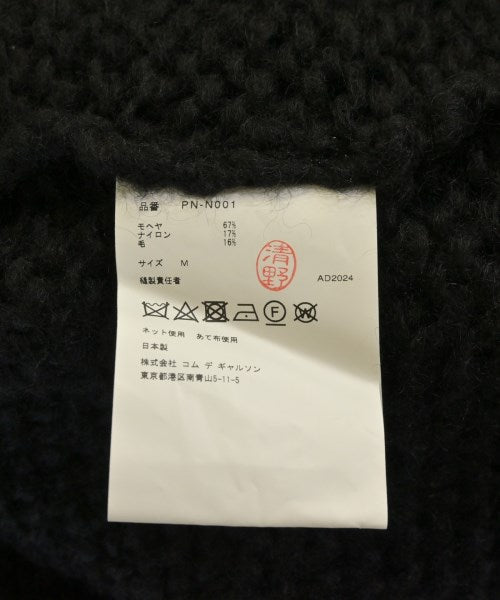 品番 PN-N001
モヘヤ 67%
ナイロン 17%
毛 16%
サイズ M
清野
縫製責任者 AD2024
F W
ネット使用 あて布使用
日本製
株式会社 コム デ ギャルソン
東京都港区南青山5-11-5